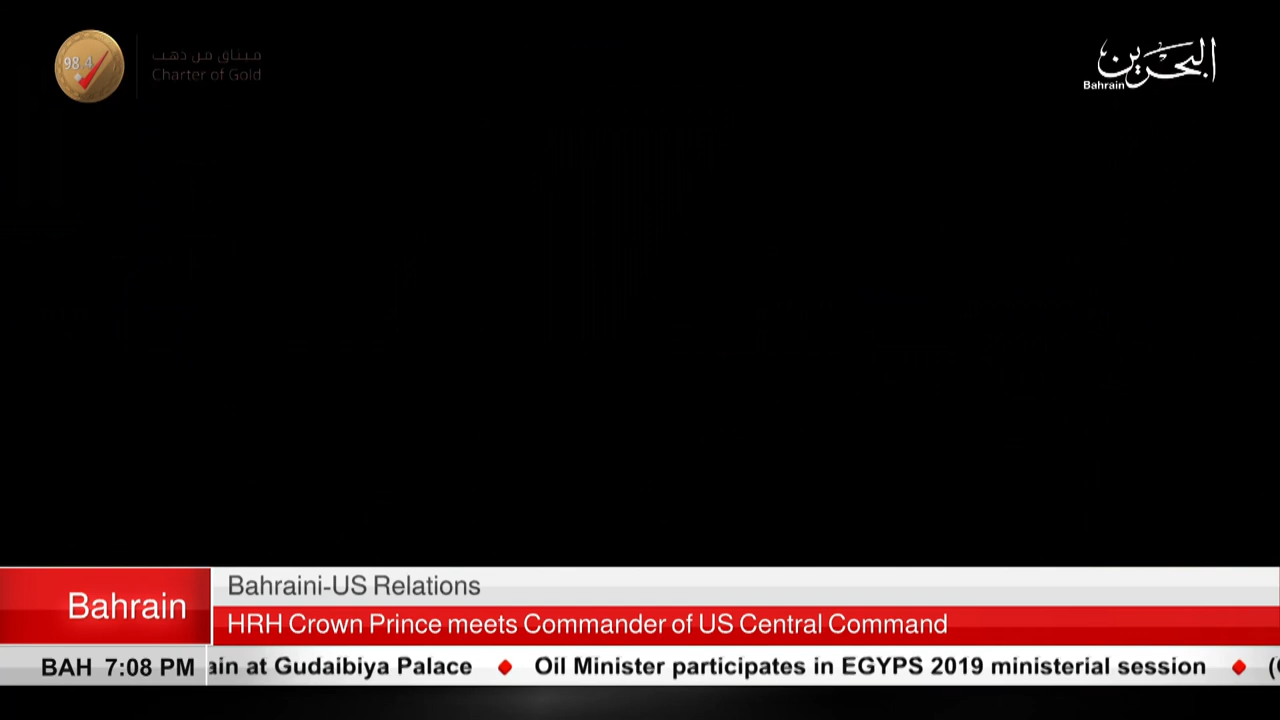 98.4
ميثاق من ذهب
Charter of Gold
البحرين
Bahrain
Bahraini-US Relations
Bahrain
HRH Crown Prince meets Commander of US Central Command
BAH 7:08 PM
at Gudaibiya Palace ♦ Oil Minister participates in EGYPS 2019 ministerial session ♦